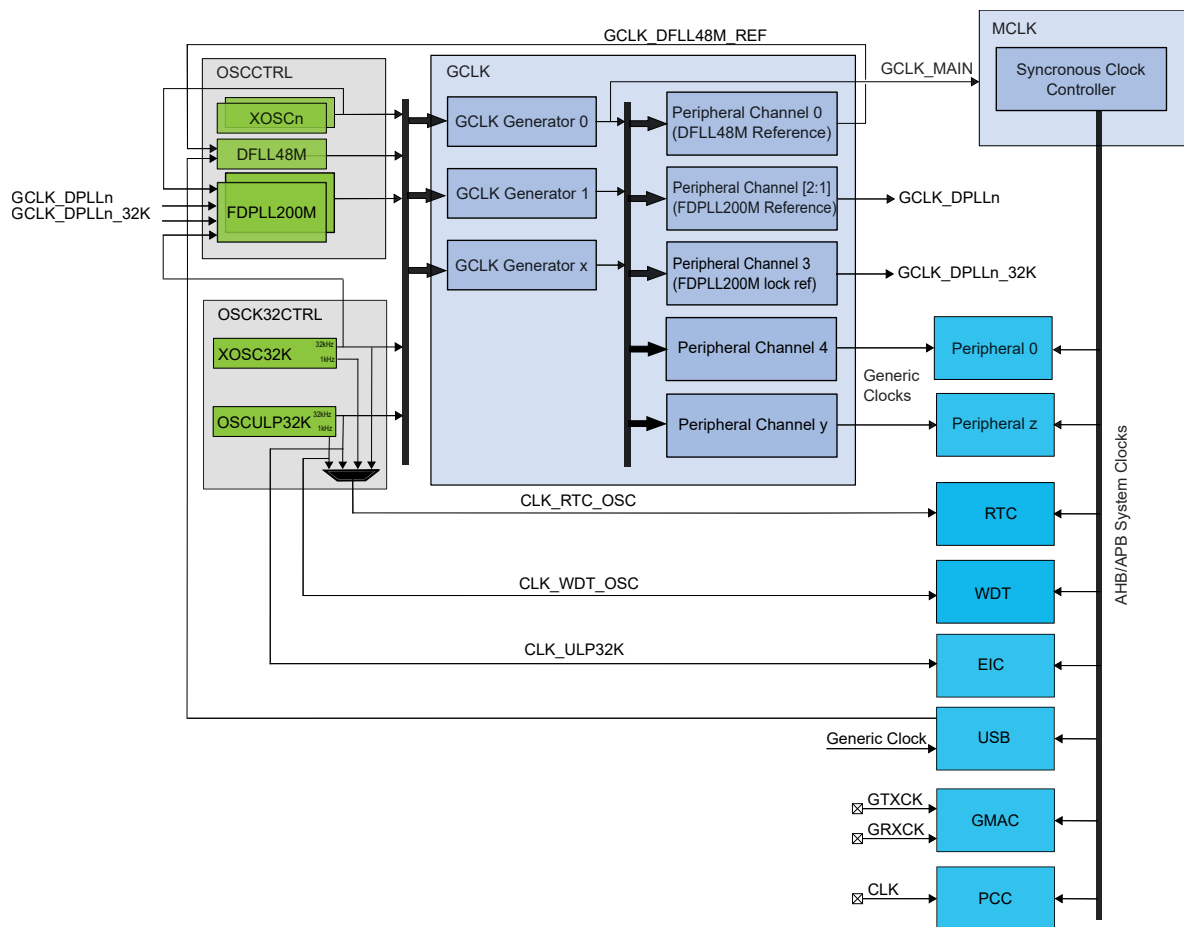 GCLK_DFLL48M_REF
MCLK
OSCCTRL
GCLK
GCLK_MAIN
Syncronous Clock
Controller
XOSCn
GCLK Generator 0
Peripheral Channel 0
(DFLL48M Reference)
DFLL48M
GCLK_DPLLn
GCLK_DPLLn_32K
FDPLL200M
GCLK Generator 1
Peripheral Channel [2:1]
(FDPLL200M Reference)
GCLK_DPLLn
GCLK Generator x
Peripheral Channel 3
(FDPLL200M lock ref)
GCLK_DPLLn_32K
OSCK32CTRL
XOSC32K
32kHz
1kHz
Peripheral Channel 4
Peripheral 0
Generic
Clocks
OSCULP32K
32kHz
1kHz
Peripheral Channel y
Peripheral z
CLK_RTC_OSC
RTC
AHB/APB System Clocks
CLK_WDT_OSC
WDT
CLK_ULP32K
EIC
Generic Clock
USB
GTXCK
GRXCK
GMAC
CLK
PCC